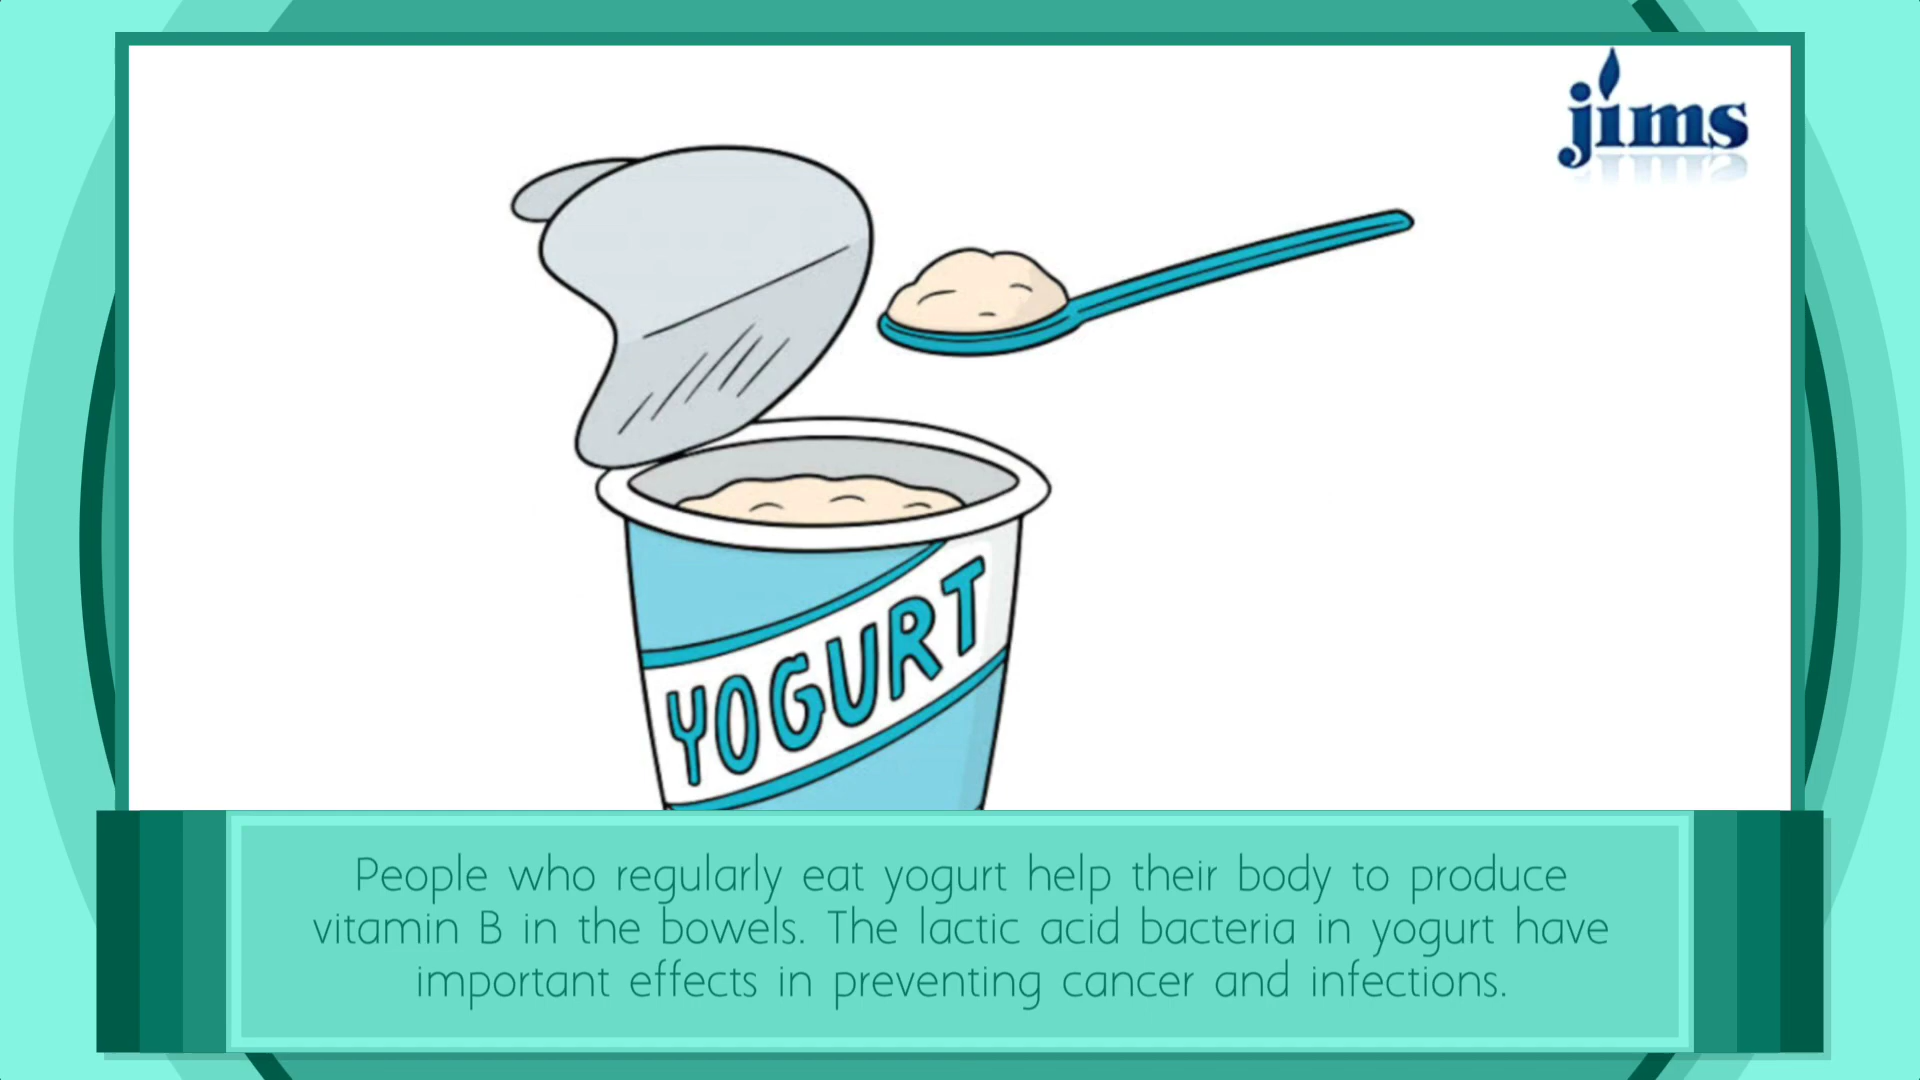 jims
YOGURT
People who regularly eat yogurt help their body to produce
vitamin B in the bowels. The lactic acid bacteria in yogurt have
important effects in preventing cancer and infections.